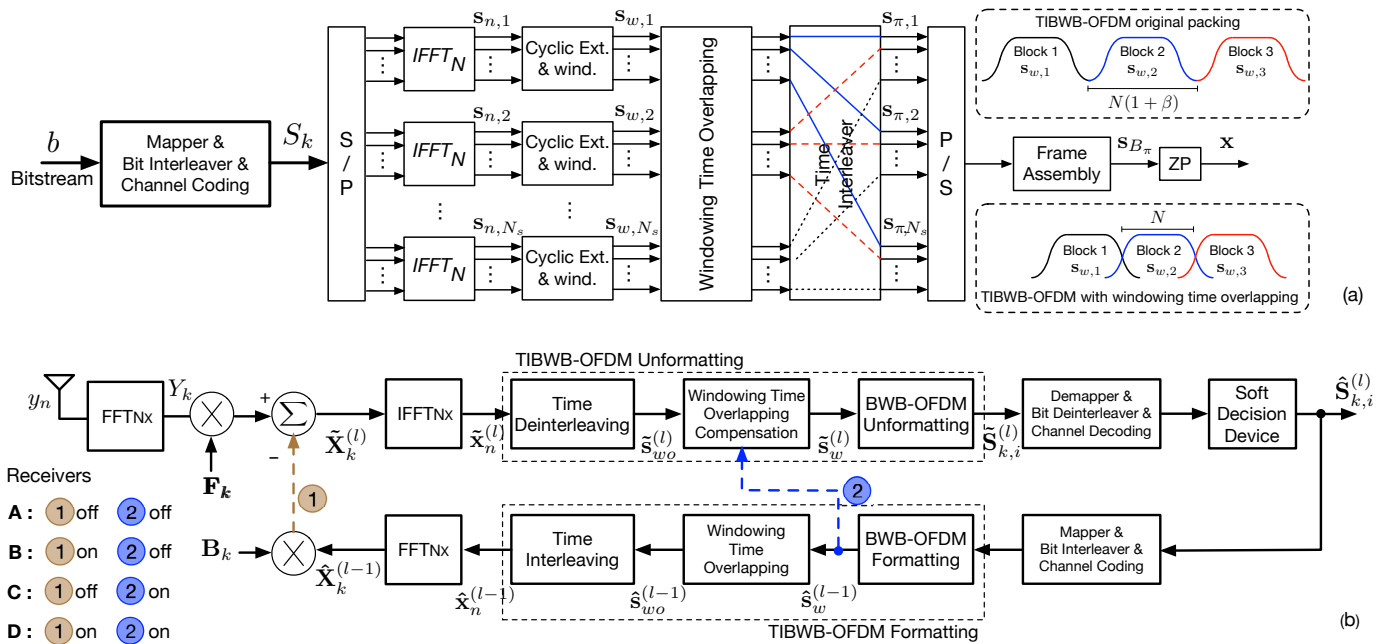 b
Bitstream
Mapper &
Bit Interleaver &
Channel Coding
S_k
S
/
P
s_{n,1}
IFFT_N
s_{w,1}
Cyclic Ext.
& wind.
s_{n,2}
IFFT_N
s_{w,2}
Cyclic Ext.
& wind.
s_{n,N_s}
IFFT_N
s_{w,N_s}
Cyclic Ext.
& wind.
Windowing Time Overlapping
Time
Interleaver
s_{π,1}
s_{π,2}
s_{π,N_s}
P
/
S
Frame
Assembly
s_{B_π}
ZP
x
TIBWB-OFDM original packing
Block 1 Block 2 Block 3
s_{w,1} s_{w,2} s_{w,3}
N(1 + β)
N
Block 1 Block 2 Block 3
s_{w,1} s_{w,2} s_{w,3}
TIBWB-OFDM with windowing time overlapping
(a)
TIBWB-OFDM Unformatting
y_n
FFTNx
Y_k
F_k
+
Σ
−
X̃_k^{(l)}
IFFTNx
x̃_n^{(l)}
Time
Deinterleaving
s̃_{wo}^{(l)}
Windowing Time
Overlapping
Compensation
s̃_w^{(l)}
BWB-OFDM
Unformatting
S̃_{k,i}^{(l)}
Demapper &
Bit Deinterleaver &
Channel Decoding
Soft
Decision
Device
Ŝ_{k,i}^{(l)}
1
2
Receivers
A : 1 off 2 off
B : 1 on 2 off
C : 1 off 2 on
D : 1 on 2 on
B_k
X̂_k^{(l-1)}
FFTNx
x̂_n^{(l-1)}
Time
Interleaving
ŝ_{wo}^{(l-1)}
Windowing
Time
Overlapping
ŝ_w^{(l-1)}
BWB-OFDM
Formatting
Mapper &
Bit Interleaver &
Channel Coding
TIBWB-OFDM Formatting
(b)